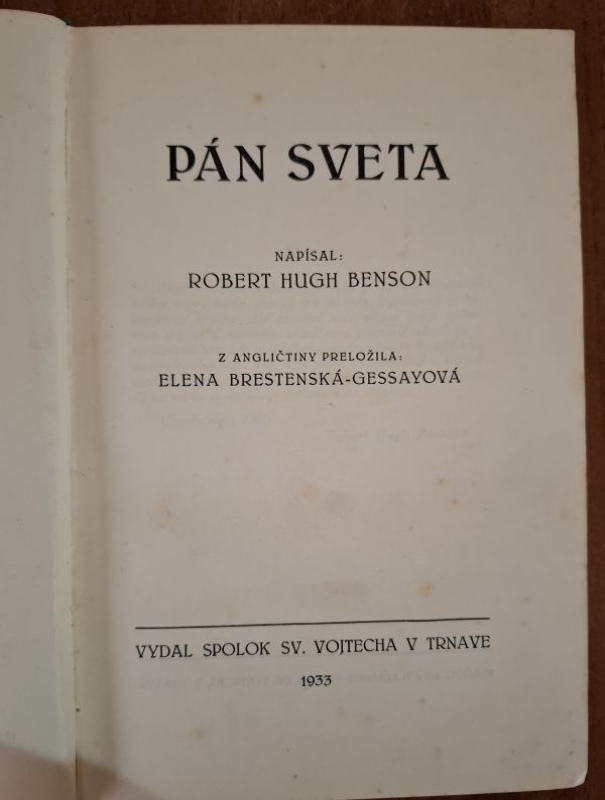 PÁN SVETA
NAPÍSAL:
ROBERT HUGH BENSON
Z ANGLIČTINY PRELOŽILA:
ELENA BRESTENSKÁ-GESSAYOVÁ
VYDAL SPOLOK SV. VOJTECHA V TRNAVE
1933